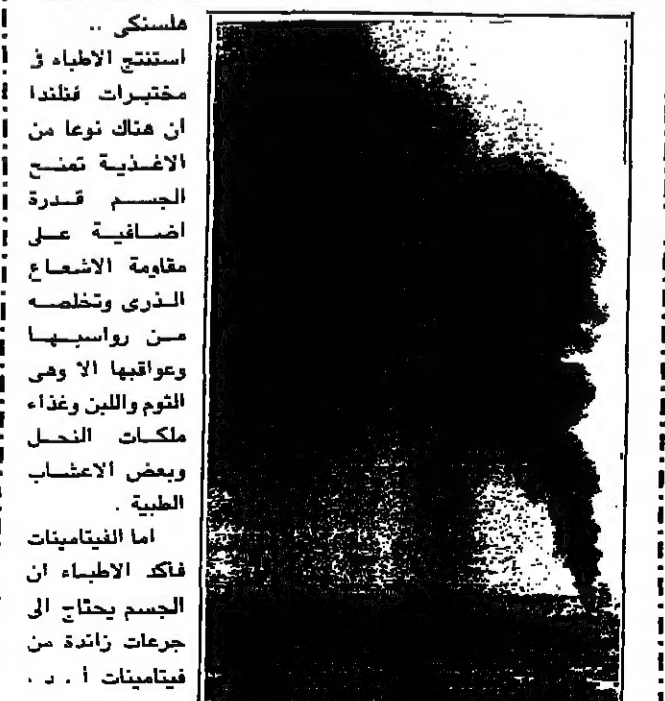 هلسنكى ..
استنتج الاطباء فى
مختبرات فنلندا
ان هناك نوعا من
الاغذية تمنح
الجسم قدرة
اضافية على
مقاومة الاشعاع
الذرى وتخلصه
من رواسبها
وعواقبها الا وهى
الثوم واللبن وغذاء
ملكات النحل
وبعض الاعشاب
الطبية .
اما الفيتامينات
فأكد الاطباء ان
الجسم يحتاج الى
جرعات زائدة من
فيتامينات أ . د .